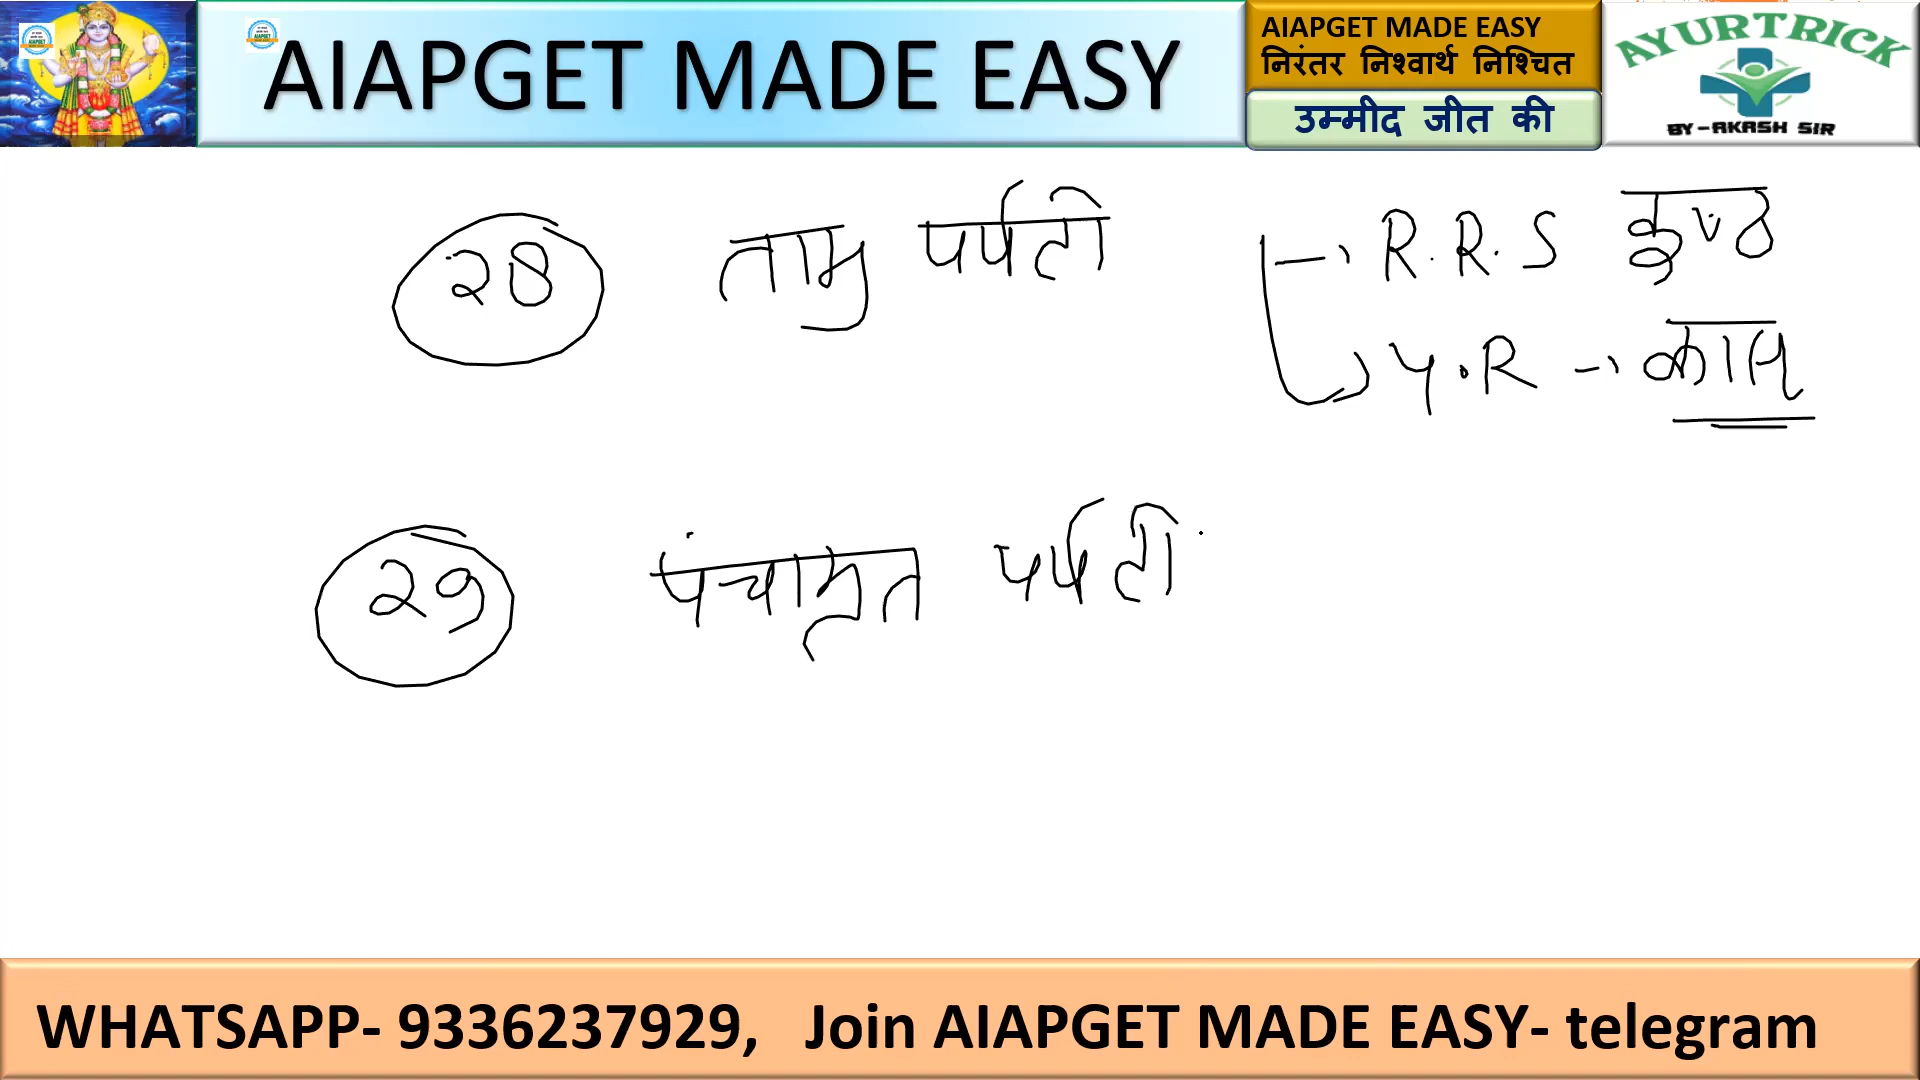 AIAPGET MADE EASY
AIAPGET MADE EASY
निरंतर निश्वार्थ निश्चित
उम्मीद जीत की
AYURTRICK
BY-AKASH SIR
28 ताम्र पर्पटी → R.R.S कुष्ठ
→ Y.R → कास
29 पंचामृत पर्पटी
WHATSAPP- 9336237929, Join AIAPGET MADE EASY- telegram